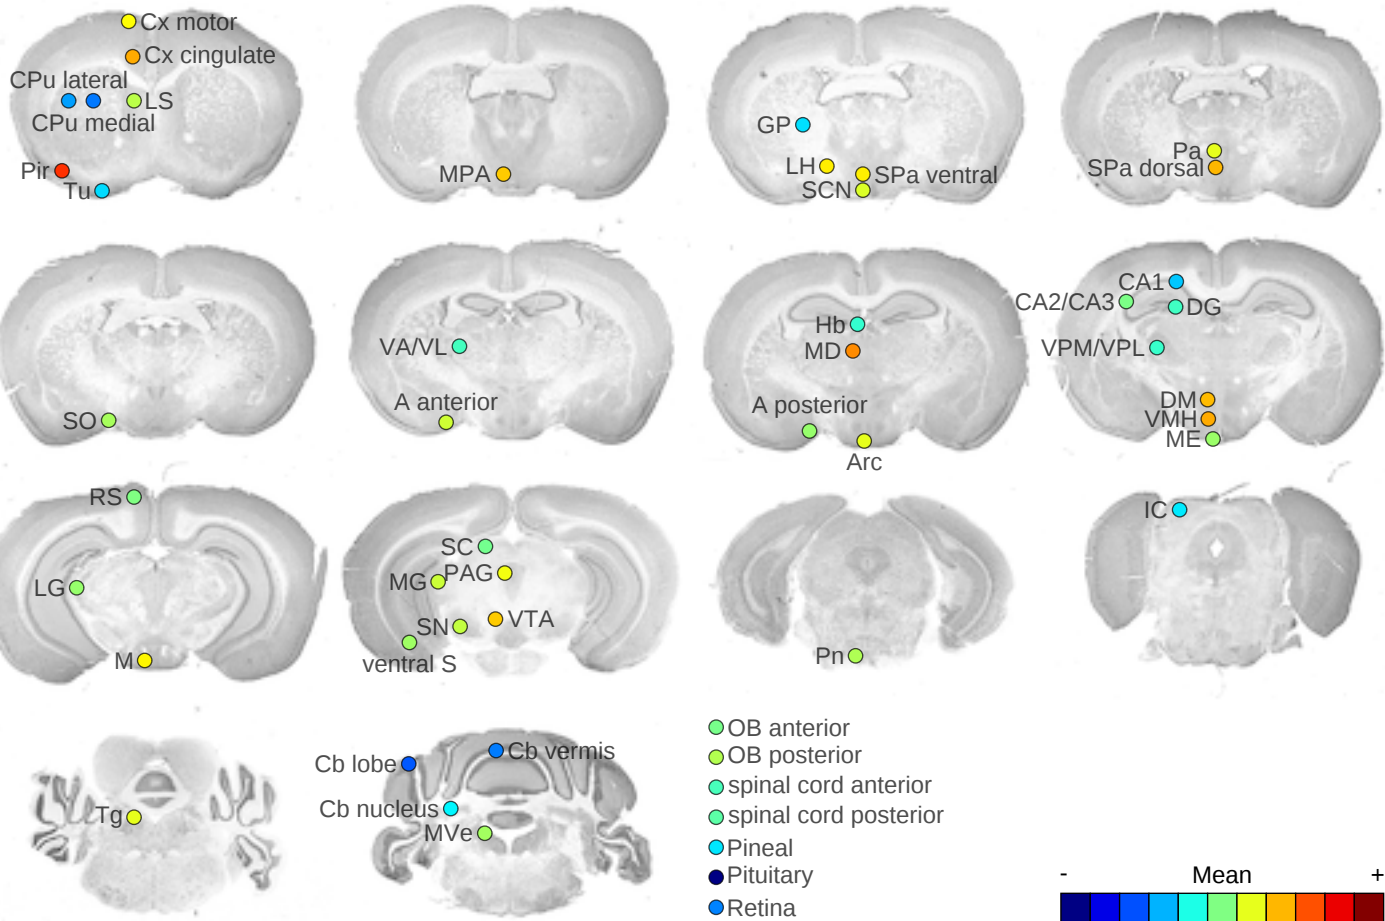 Cx motor
Cx cingulate
CPu lateral
LS
CPu medial
Pir
Tu
MPA
GP
LH
SPa ventral
SCN
Pa
SPa dorsal
SO
VA/VL
A anterior
Hb
MD
A posterior
Arc
CA1
CA2/CA3
DG
VPM/VPL
DM
VMH
ME
RS
LG
M
SC
PAG
MG
VTA
SN
ventral S
Pn
IC
Tg
Cb lobe
Cb vermis
Cb nucleus
MVe
OB anterior
OB posterior
spinal cord anterior
spinal cord posterior
Pineal
Pituitary
Retina
- Mean +